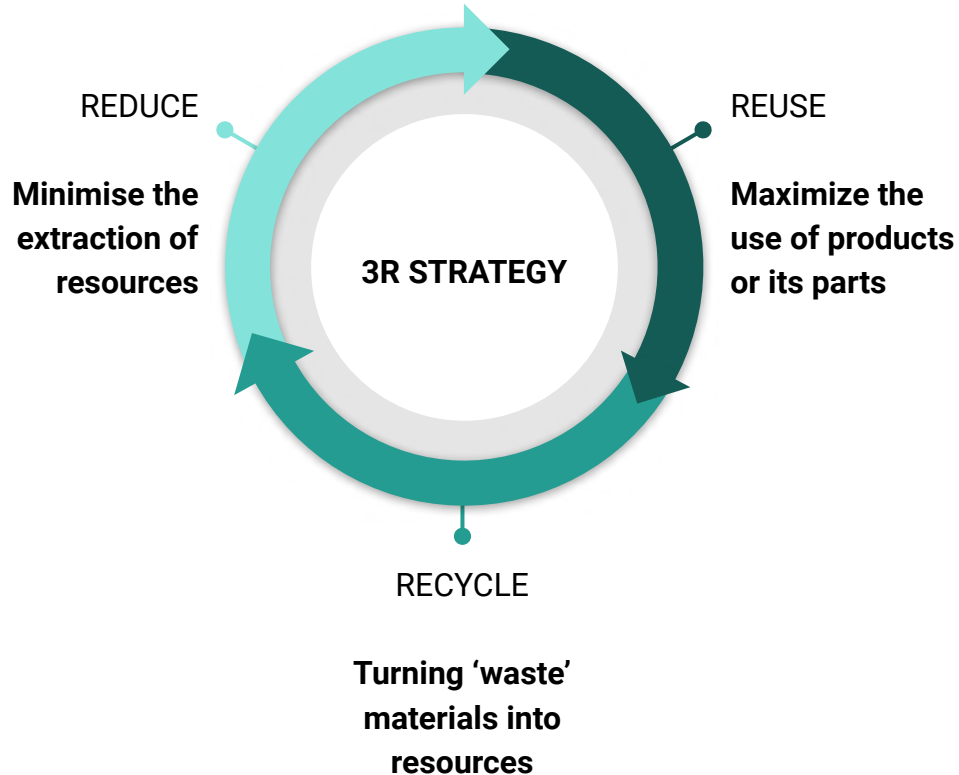 REDUCE
Minimise the
extraction of
resources
REUSE
Maximize the
use of products
or its parts
3R STRATEGY
RECYCLE
Turning ‘waste’
materials into
resources